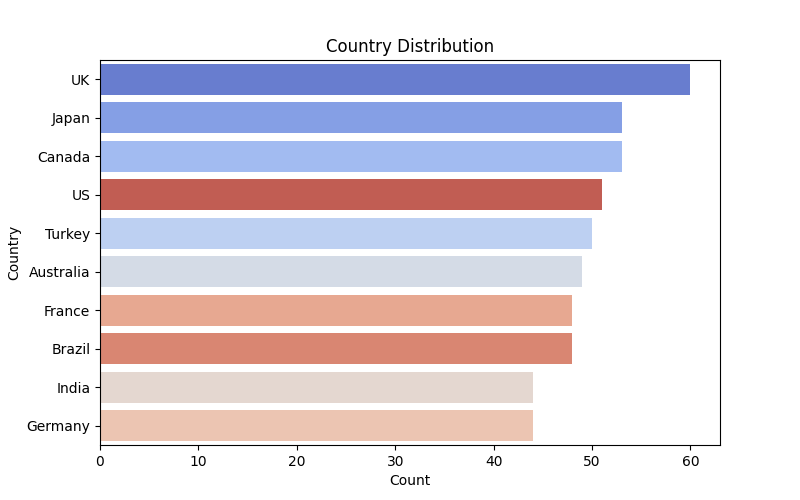 Country Distribution
UK
Japan
Canada
US
Turkey
Australia
France
Brazil
India
Germany
Country
0 10 20 30 40 50 60
Count